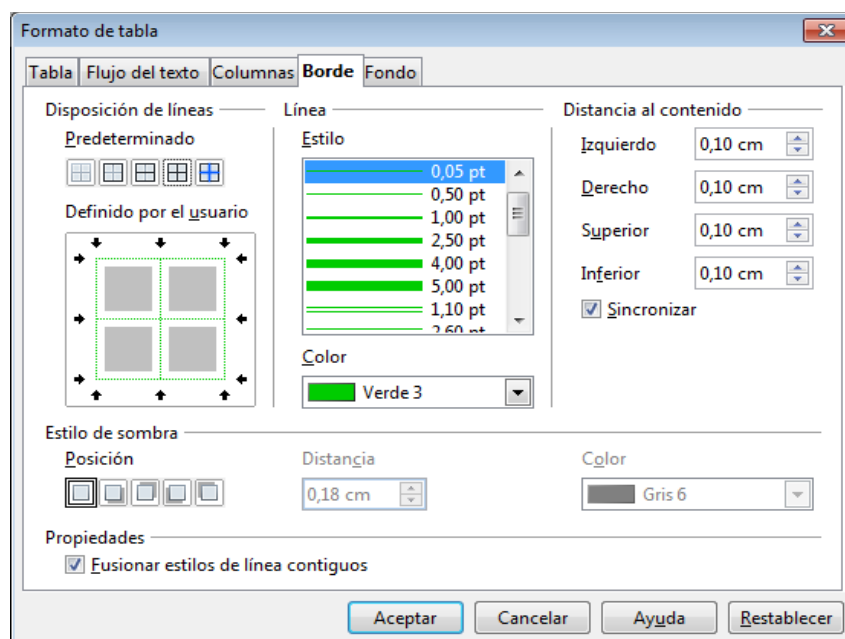 Formato de tabla
Tabla Flujo del texto Columnas Borde Fondo
Disposición de líneas
Predeterminado
Definido por el usuario
Línea
Estilo
0,05 pt
0,50 pt
1,00 pt
2,50 pt
4,00 pt
5,00 pt
1,10 pt
2,60 pt
Color
Verde 3
Distancia al contenido
Izquierdo 0,10 cm
Derecho 0,10 cm
Superior 0,10 cm
Inferior 0,10 cm
Sincronizar
Estilo de sombra
Posición
Distancia
0,18 cm
Color
Gris 6
Propiedades
Fusionar estilos de línea contiguos
Aceptar Cancelar Ayuda Restablecer